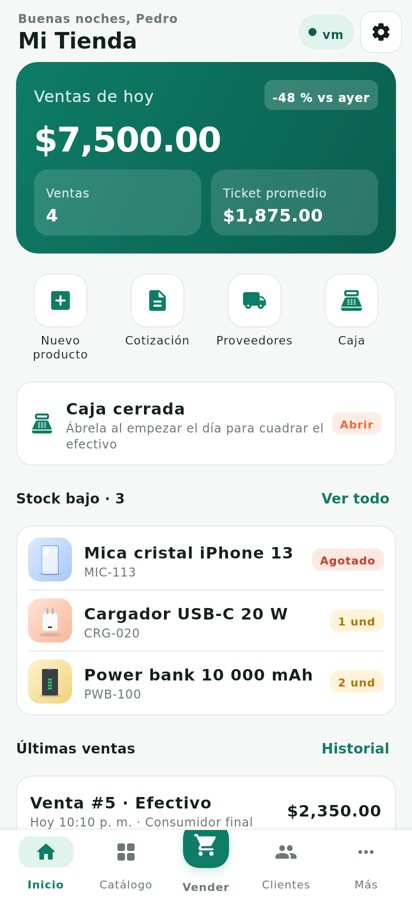 Buenas noches, Pedro
Mi Tienda
vm
Ventas de hoy
-48 % vs ayer
$7,500.00
Ventas
4
Ticket promedio
$1,875.00
Nuevo
producto
Cotización
Proveedores
Caja
Caja cerrada
Ábrela al empezar el día para cuadrar el
efectivo
Abrir
Stock bajo · 3
Ver todo
Mica cristal iPhone 13
MIC-113
Agotado
Cargador USB-C 20 W
CRG-020
1 und
Power bank 10 000 mAh
PWB-100
2 und
Últimas ventas
Historial
Venta #5 · Efectivo
Hoy 10:10 p. m. · Consumidor final
$2,350.00
Inicio
Catálogo
Vender
Clientes
Más